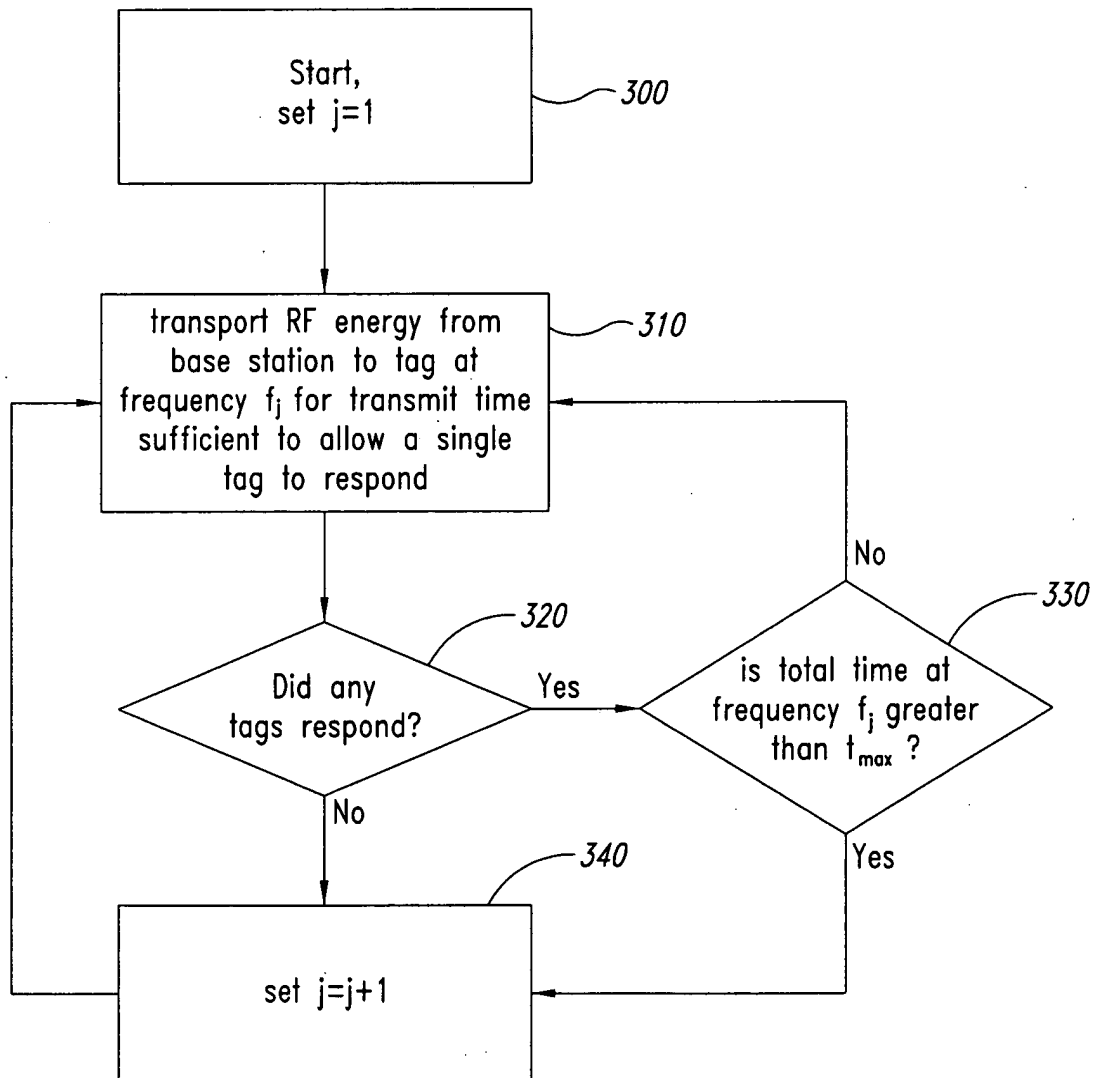 Start,
set j=1
300
transport RF energy from
base station to tag at
frequency fj for transmit time
sufficient to allow a single
tag to respond
310
Did any
tags respond?
320
Yes
No
is total time at
frequency fj greater
than tmax ?
330
No
Yes
set j=j+1
340